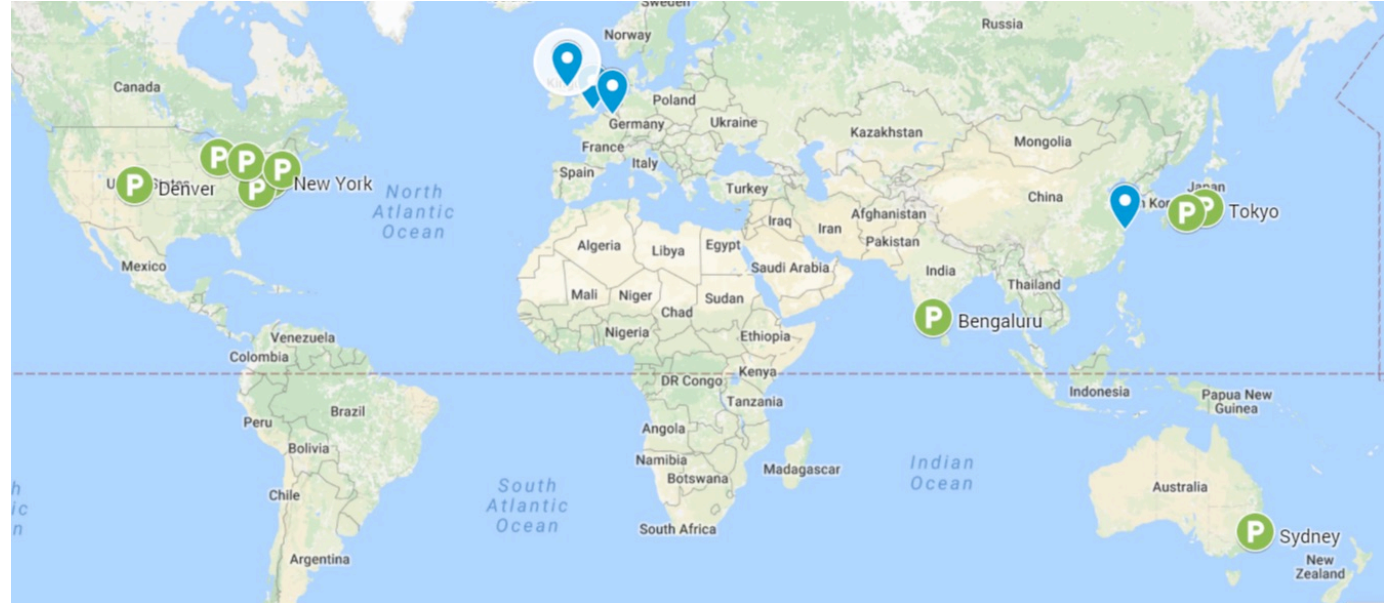 Sweden
Norway
Russia
Canada
Poland
Germany
Ukraine
Kazakhstan
Mongolia
France
Italy
Spain
P
P
P
P
P
Denver
New York
North
Atlantic
Ocean
Turkey
China
Japan
P
P
Tokyo
Iraq
Iran
Afghanistan
Pakistan
Algeria
Libya
Egypt
Saudi Arabia
India
Thailand
Mexico
Mali
Niger
Chad
Sudan
Nigeria
Ethiopia
P
Bengaluru
Venezuela
Colombia
DR Congo
Kenya
Tanzania
Indonesia
Papua New
Guinea
Peru
Brazil
Bolivia
Angola
Namibia
Botswana
Madagascar
Indian
Ocean
Australia
Chile
South
Atlantic
Ocean
South Africa
Argentina
P
Sydney
New
Zealand